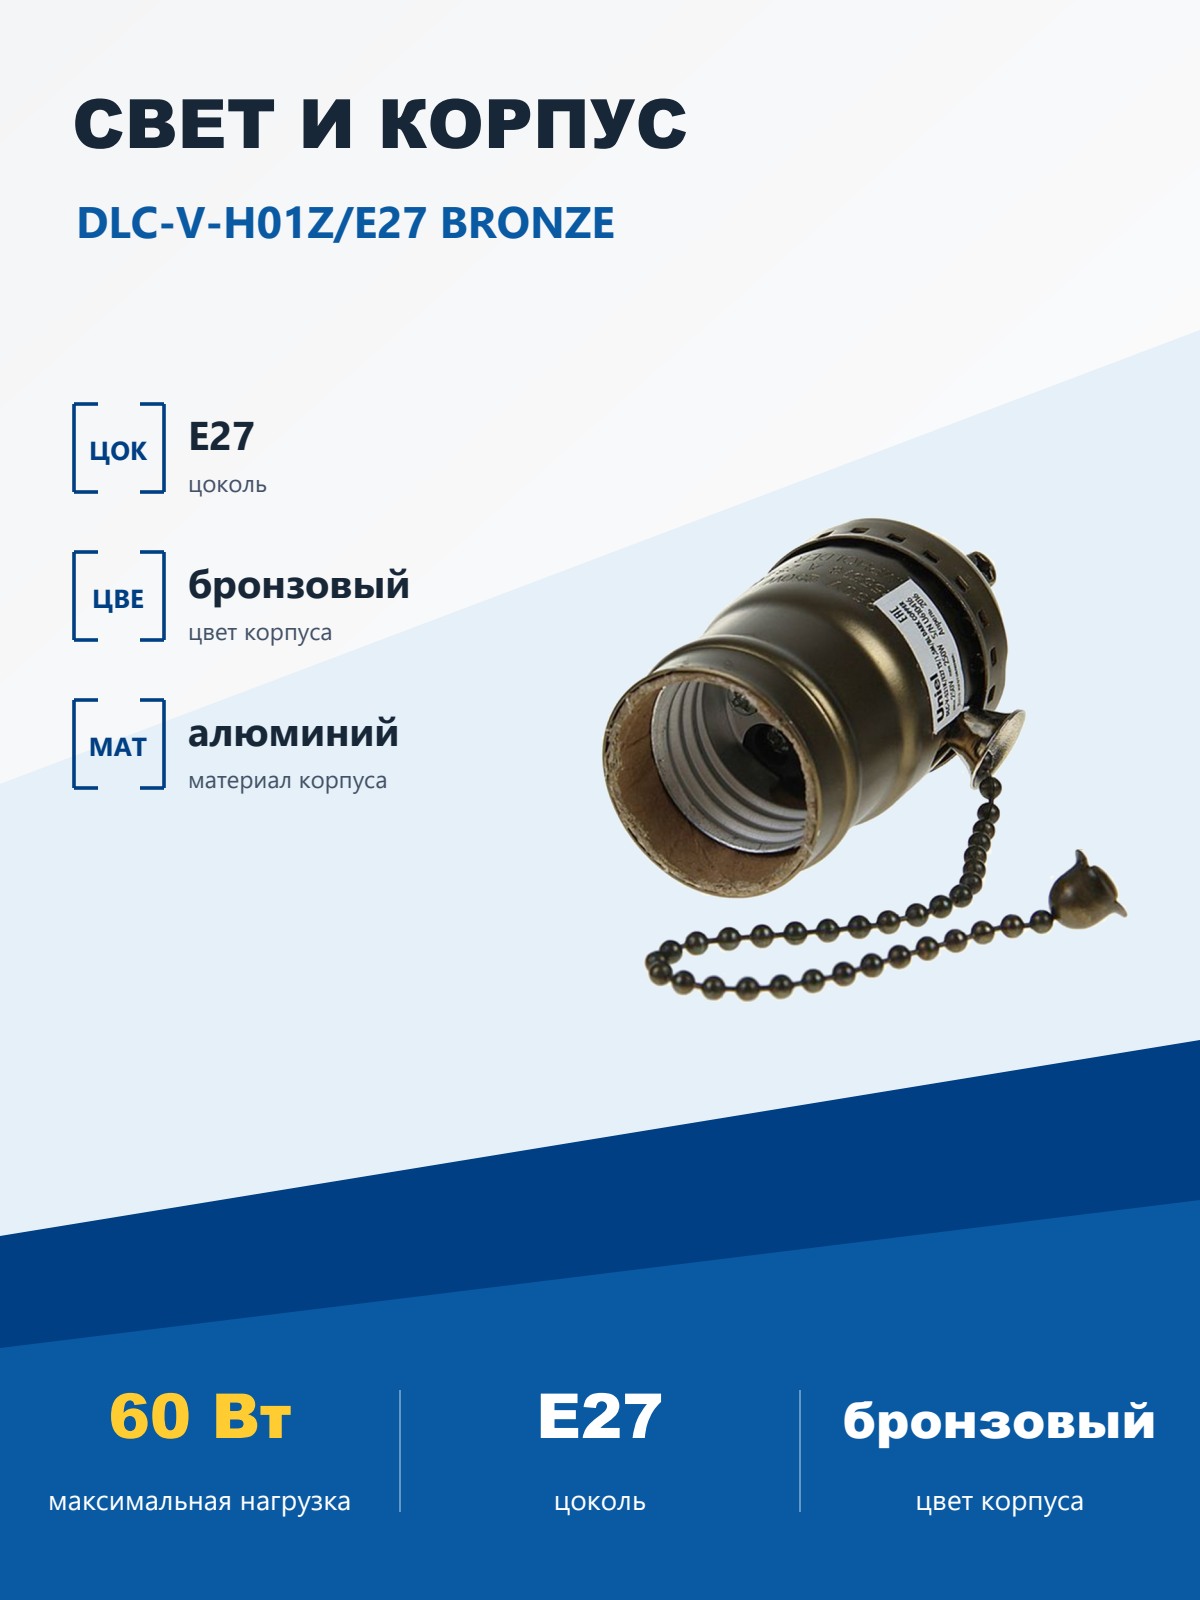 СВЕТ И КОРПУС
DLC-V-H01Z/E27 BRONZE
ЦОК
E27
цоколь
ЦВЕ
бронзовый
цвет корпуса
МАТ
алюминий
материал корпуса
Uniel
60 Вт
максимальная нагрузка
E27
цоколь
бронзовый
цвет корпуса